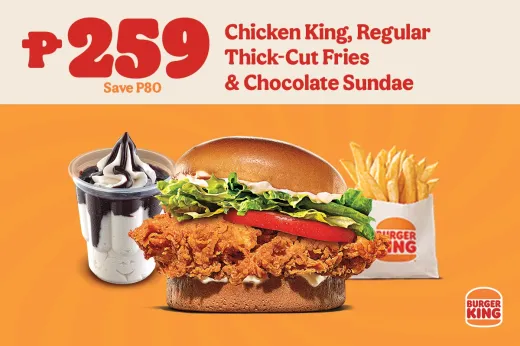 ₱259
Save P80
Chicken King, Regular
Thick-Cut Fries
& Chocolate Sundae
BURGER
KING
BURGER
KING